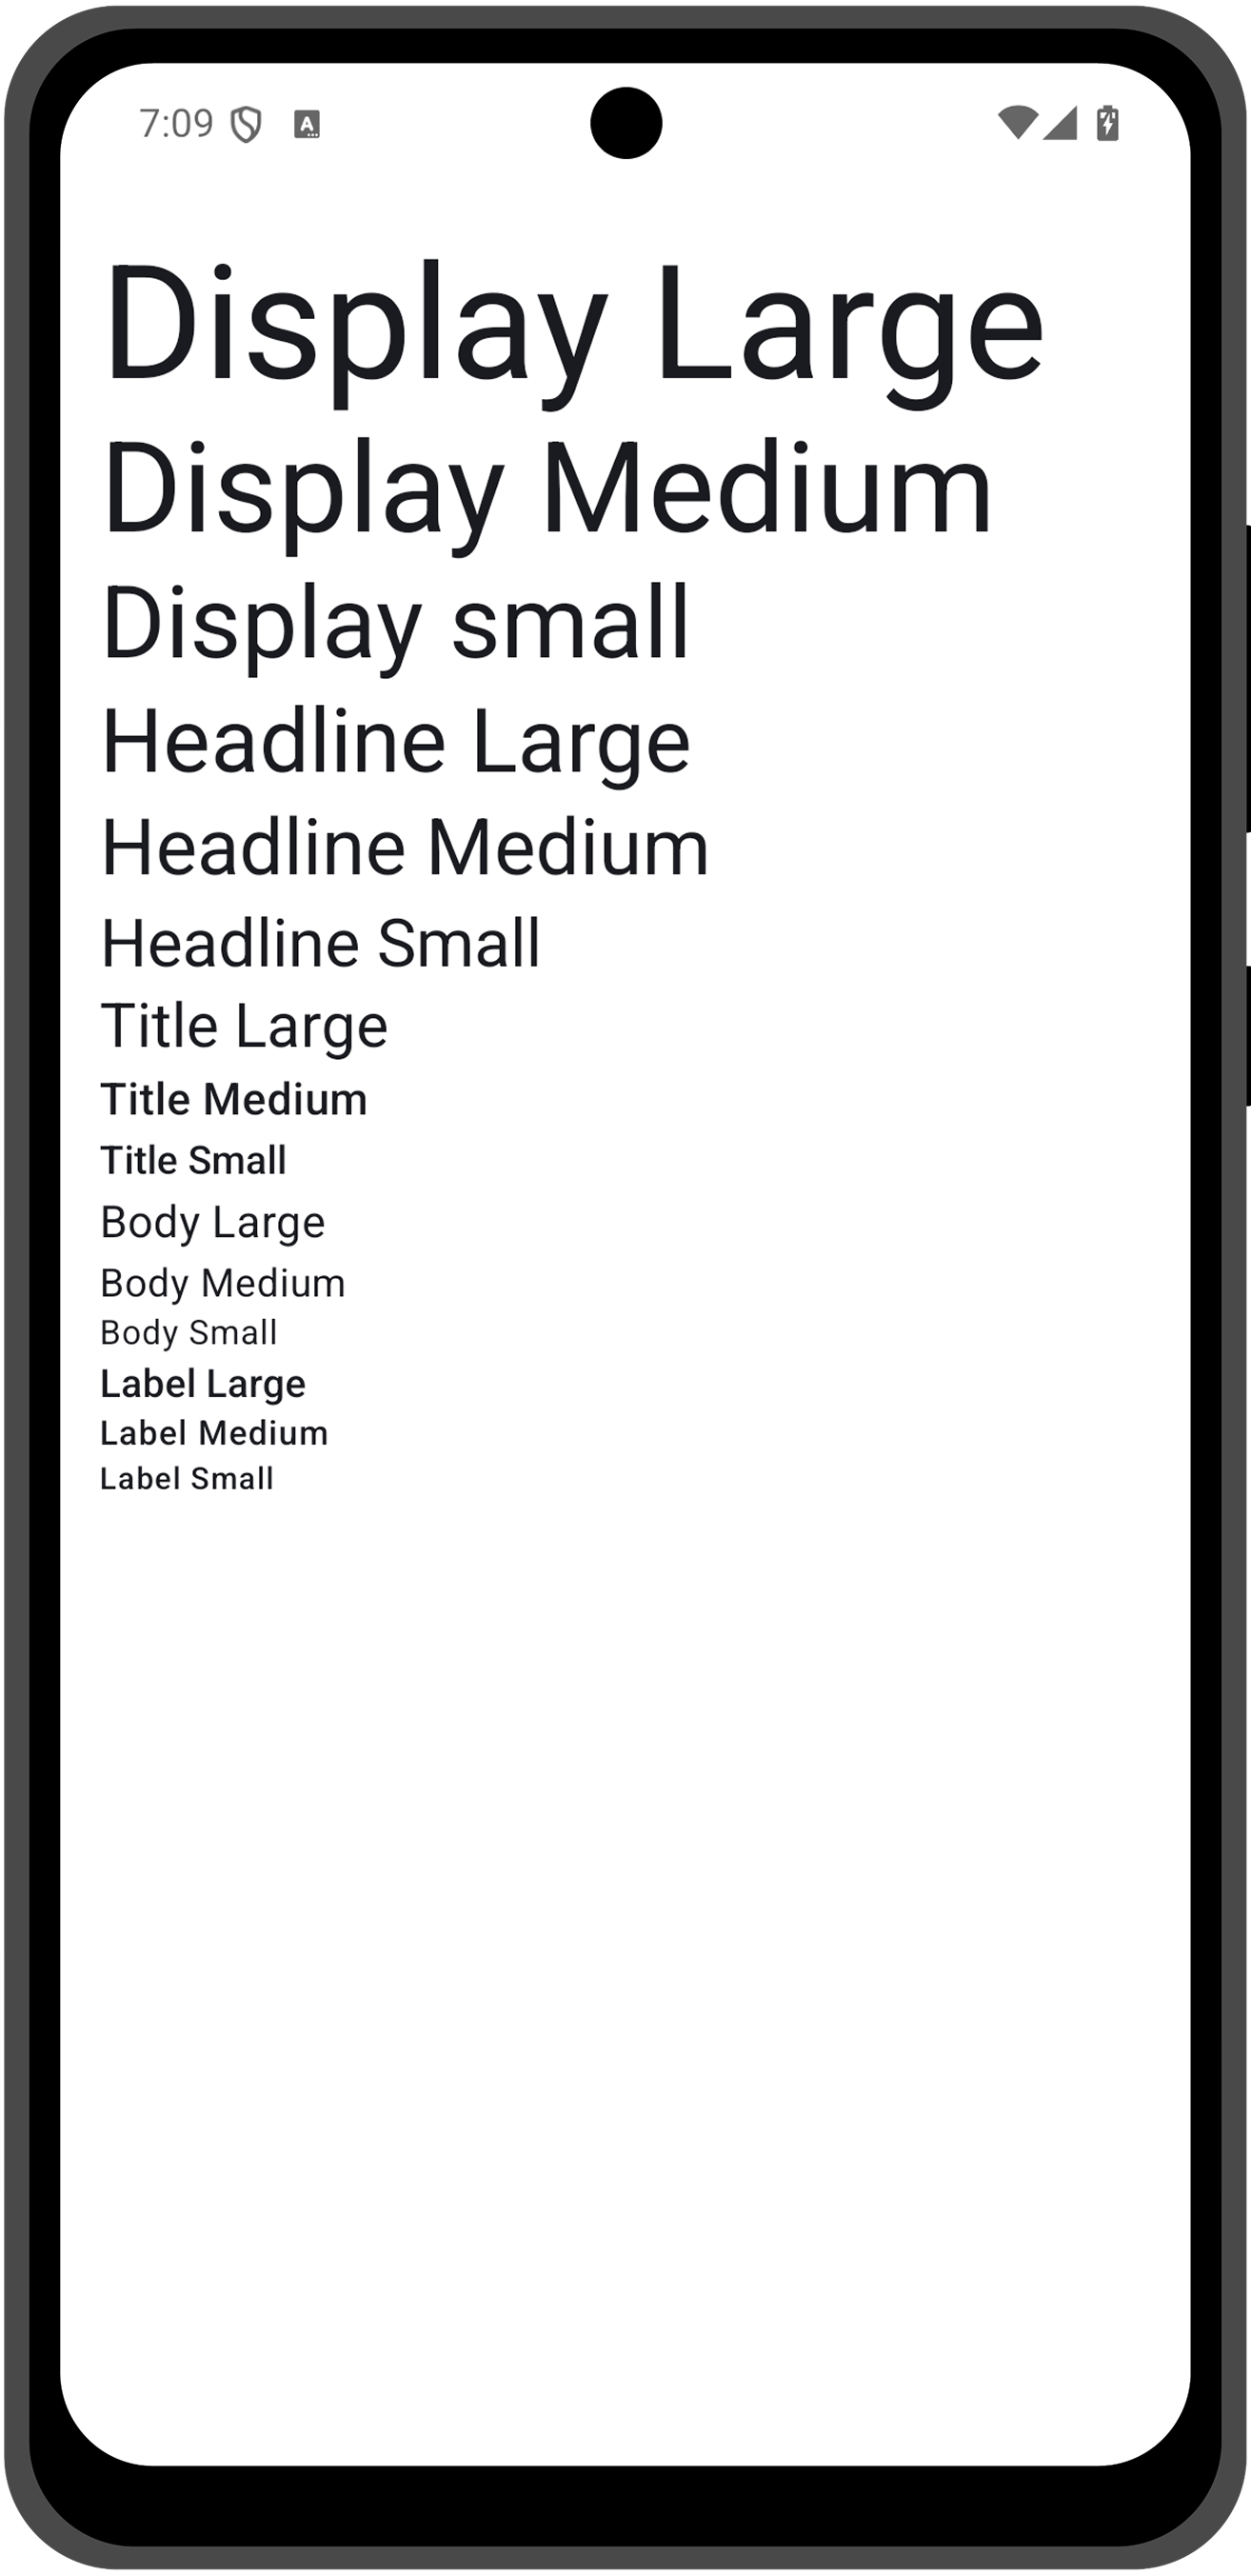 7:09
Display Large
Display Medium
Display small
Headline Large
Headline Medium
Headline Small
Title Large
Title Medium
Title Small
Body Large
Body Medium
Body Small
Label Large
Label Medium
Label Small